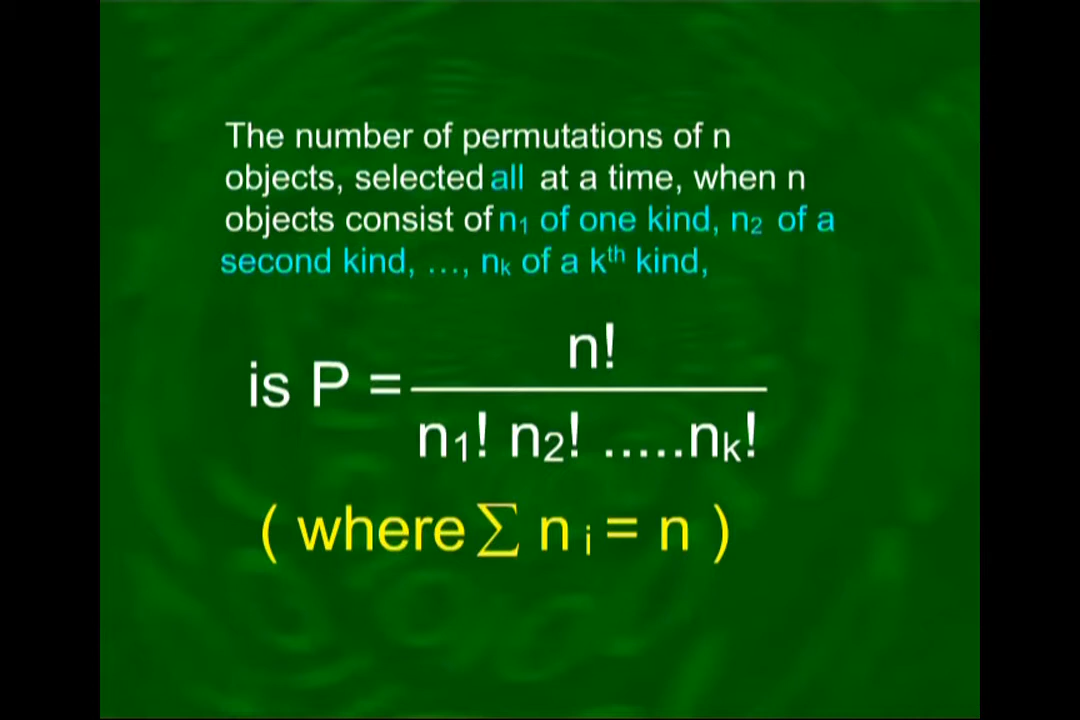 The number of permutations of n
objects, selected all at a time, when n
objects consist of n₁ of one kind, n₂ of a
second kind, ..., nₖ of a kᵗʰ kind,
n!
is P =
n₁! n₂! .....nₖ!
( where ∑ n ᵢ = n )